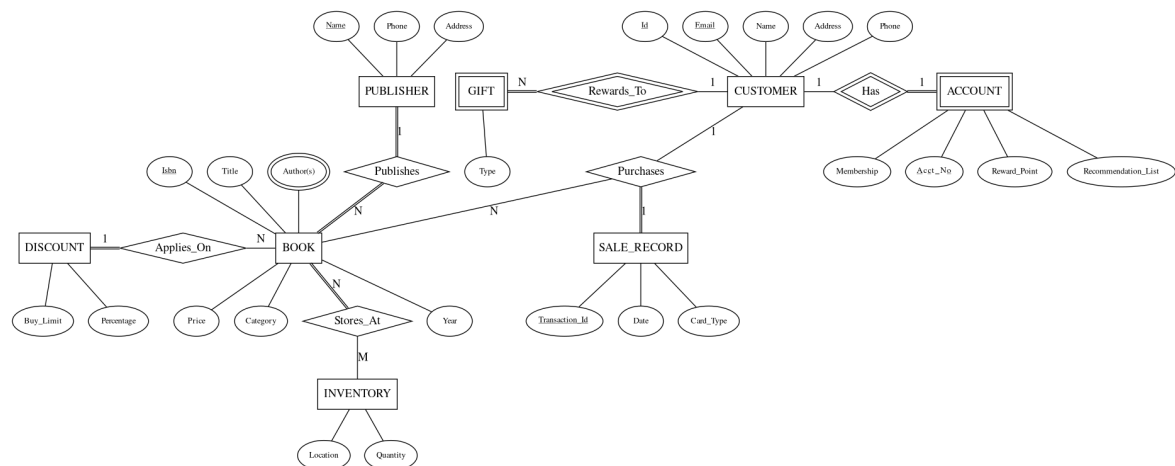 Name
Phone
Address
Id
Email
Name
Address
Phone
PUBLISHER
GIFT
N
Rewards_To
1
CUSTOMER
1
Has
1
ACCOUNT
1
1
Isbn
Title
Author(s)
Publishes
Type
Purchases
Membership
Acct_No
Reward_Point
Recommendation_List
N
N
1
DISCOUNT
1
Applies_On
N
BOOK
SALE_RECORD
N
Buy_Limit
Percentage
Price
Category
Stores_At
Year
Transaction_Id
Date
Card_Type
M
INVENTORY
Location
Quantity